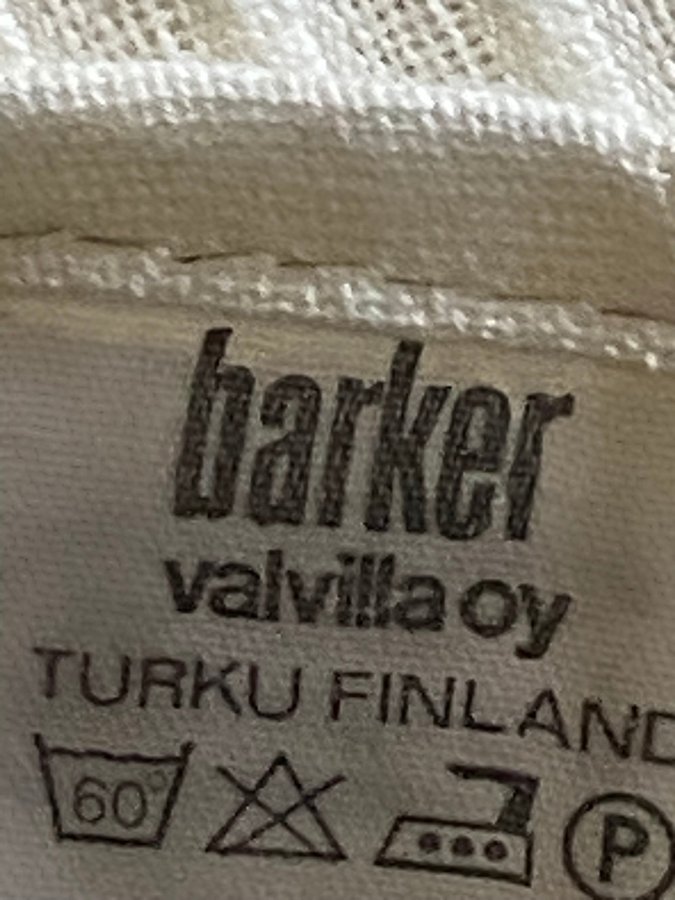 barker
valvilla oy
TURKU FINLAND
60°
P